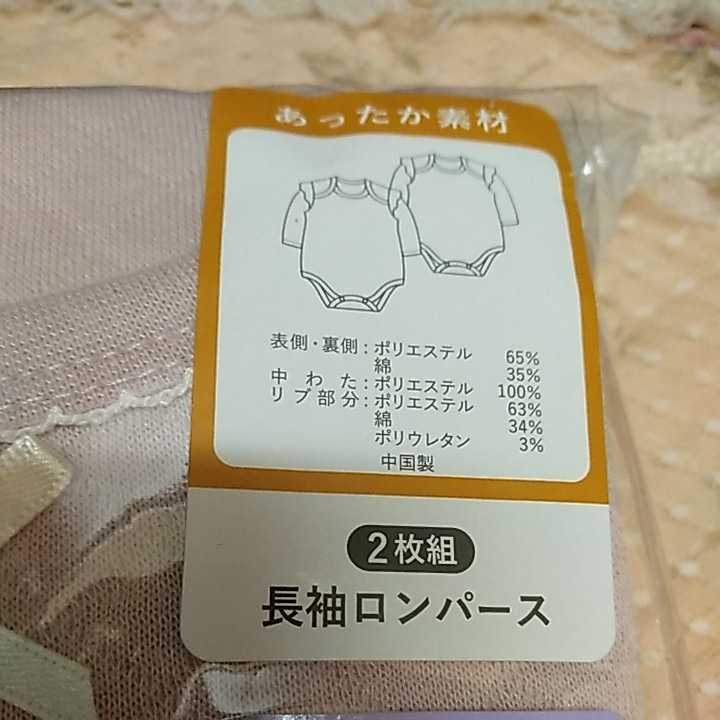 あったか素材
表側・裏側:ポリエステル 65%
綿 35%
中わた:ポリエステル 100%
リブ部分:ポリエステル 63%
綿 34%
ポリウレタン 3%
中国製
2枚組
長袖ロンパース